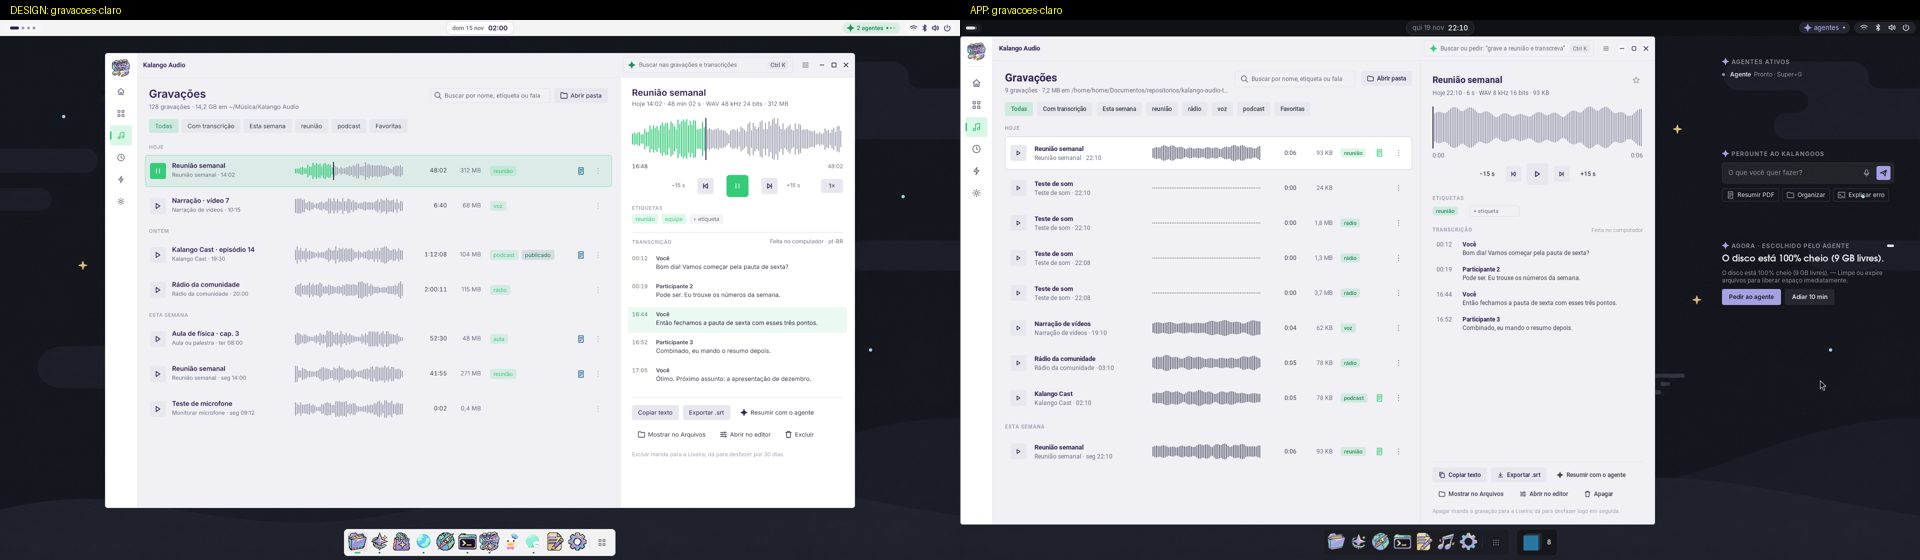 DESIGN: gravacoes-claro
dom 15 nov 02:00
2 agentes
Kalango Audio
Buscar nas gravações e transcrições
Ctrl K
Gravações
128 gravações · 14,2 GB em ~/Música/Kalango Audio
Buscar por nome, etiqueta ou fala
Abrir pasta
Todas
Com transcrição
Esta semana
reunião
podcast
Favoritas
HOJE
Reunião semanal
Reunião semanal · 14:02
48:02
312 MB
reunião
Narração · vídeo 7
Narração de vídeos · 10:15
6:40
68 MB
voz
ONTEM
Kalango Cast · episódio 14
Kalango Cast · 19:30
1:12:08
104 MB
podcast
publicado
Rádio da comunidade
Rádio da comunidade · 20:00
2:00:11
115 MB
rádio
ESTA SEMANA
Aula de física · cap. 3
Aula ou palestra · ter 08:00
52:30
48 MB
aula
Reunião semanal
Reunião semanal · seg 14:00
41:55
271 MB
reunião
Teste de microfone
Monitorar microfone · seg 09:12
0:02
0,4 MB
Reunião semanal
Hoje 14:02 · 48 min 02 s · WAV 48 kHz 24 bits · 312 MB
16:48
48:02
-15 s
+15 s
1×
ETIQUETAS
reunião
equipe
+ etiqueta
TRANSCRIÇÃO
Feita no computador · pt-BR
00:12
Você
Bom dia! Vamos começar pela pauta de sexta?
00:19
Participante 2
Pode ser. Eu trouxe os números da semana.
16:44
Você
Então fechamos a pauta de sexta com esses três pontos.
16:52
Participante 3
Combinado, eu mando o resumo depois.
17:05
Você
Ótimo. Próximo assunto: a apresentação de dezembro.
Copiar texto
Exportar .srt
Resumir com o agente
Mostrar no Arquivos
Abrir no editor
Excluir
Excluir manda para a Lixeira; dá para desfazer por 30 dias.
APP: gravacoes-claro
qui 19 nov 22:10
agentes
Kalango Audio
Buscar ou pedir: "grave a reunião e transcreva"
Ctrl K
Gravações
9 gravações · 7,2 MB em /home/home/Documentos/repositorios/kalango-audio-t...
Buscar por nome, etiqueta ou fala
Abrir pasta
Todas
Com transcrição
Esta semana
reunião
rádio
voz
podcast
Favoritas
HOJE
Reunião semanal
Reunião semanal · 22:10
0:06
93 KB
reunião
Teste de som
Teste de som · 22:10
0:00
24 KB
Teste de som
Teste de som · 22:10
0:00
1,8 MB
rádio
Teste de som
Teste de som · 22:08
0:00
1,3 MB
rádio
Teste de som
Teste de som · 22:08
0:00
3,7 MB
rádio
Narração de vídeos
Narração de vídeos · 19:10
0:04
62 KB
voz
Rádio da comunidade
Rádio da comunidade · 03:10
0:05
78 KB
rádio
Kalango Cast
Kalango Cast · 02:10
0:05
78 KB
podcast
ESTA SEMANA
Reunião semanal
Reunião semanal · seg 22:10
0:06
93 KB
reunião
Reunião semanal
Hoje 22:10 · 6 s · WAV 8 kHz 16 bits · 93 KB
0:00
0:06
-15 s
+15 s
ETIQUETAS
reunião
+ etiqueta
TRANSCRIÇÃO
Feita no computador
00:12
Você
Bom dia! Vamos começar pela pauta de sexta?
00:19
Participante 2
Pode ser. Eu trouxe os números da semana.
16:44
Você
Então fechamos a pauta de sexta com esses três pontos.
16:52
Participante 3
Combinado, eu mando o resumo depois.
Copiar texto
Exportar .srt
Resumir com o agente
Mostrar no Arquivos
Abrir no editor
Apagar
Apagar manda a gravação para a Lixeira; dá para desfazer logo em seguida.
AGENTES ATIVOS
Agente Pronto · Super+G
PERGUNTE AO KALANGOOS
O que você quer fazer?
Resumir PDF
Organizar
Explicar erro
AGORA · ESCOLHIDO PELO AGENTE
O disco está 100% cheio (9 GB livres).
O disco está 100% cheio (9 GB livres). — Limpe ou expire
arquivos para liberar espaço imediatamente.
Pedir ao agente
Adiar 10 min
8